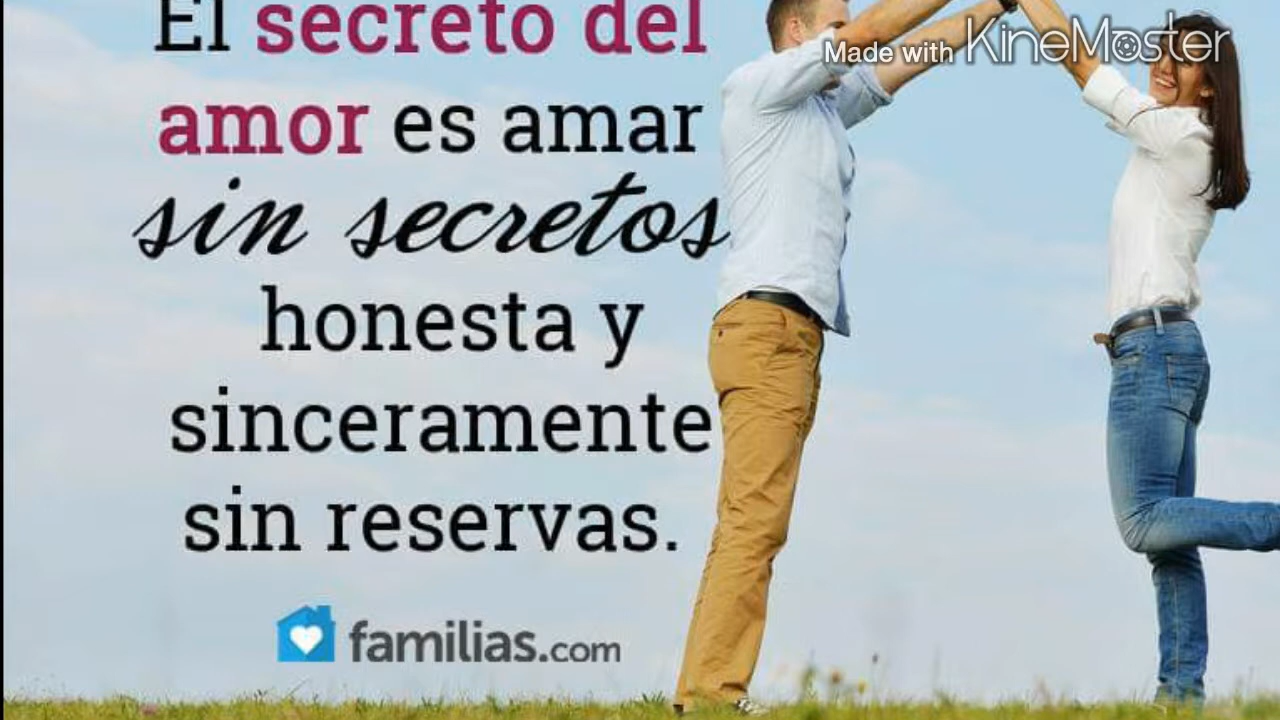 El secreto del
Made with KineMaster
amor es amar
sin secretos
honesta y
sinceramente
sin reservas.
familias.com